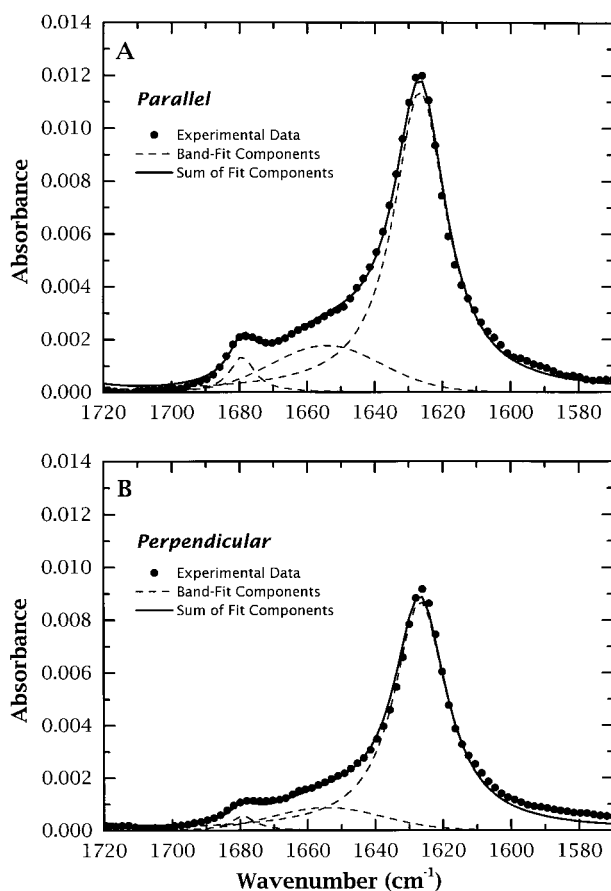 A
Parallel
Experimental Data
Band-Fit Components
Sum of Fit Components
Absorbance
0.014
0.012
0.010
0.008
0.006
0.004
0.002
0.000
1720 1700 1680 1660 1640 1620 1600 1580
B
Perpendicular
Experimental Data
Band-Fit Components
Sum of Fit Components
Absorbance
0.014
0.012
0.010
0.008
0.006
0.004
0.002
0.000
1720 1700 1680 1660 1640 1620 1600 1580
Wavenumber (cm⁻¹)